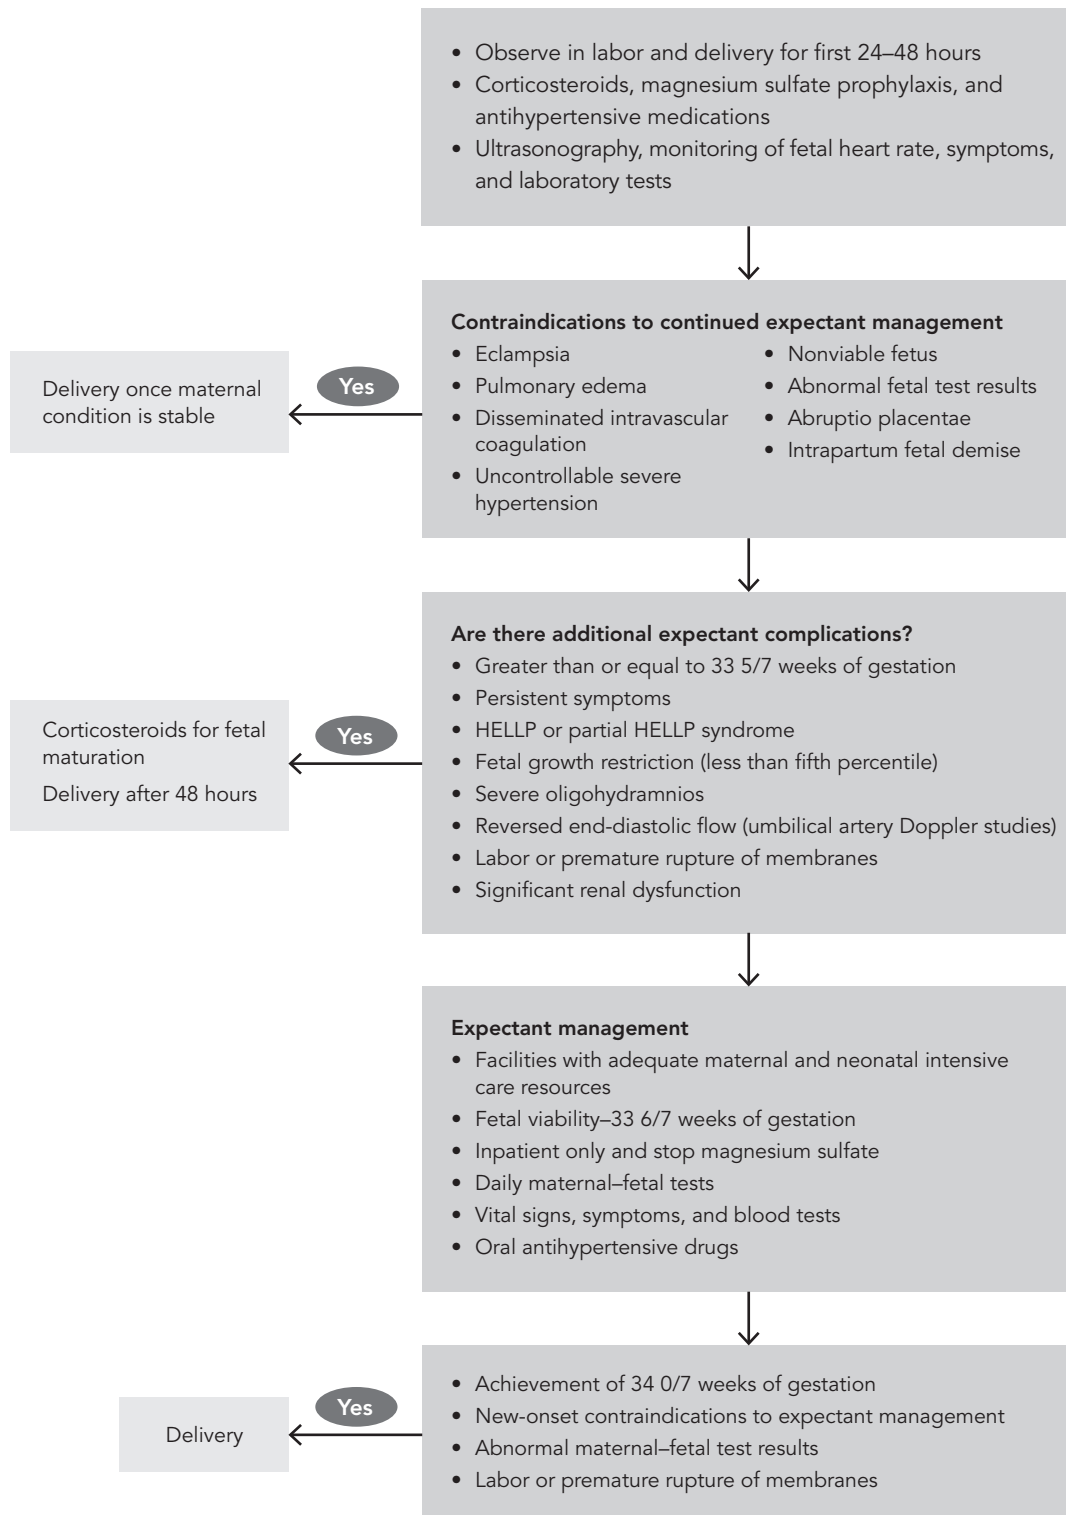 • Observe in labor and delivery for first 24–48 hours
• Corticosteroids, magnesium sulfate prophylaxis, and
antihypertensive medications
• Ultrasonography, monitoring of fetal heart rate, symptoms,
and laboratory tests
Contraindications to continued expectant management
• Eclampsia
• Pulmonary edema
• Disseminated intravascular
coagulation
• Uncontrollable severe
hypertension
• Nonviable fetus
• Abnormal fetal test results
• Abruptio placentae
• Intrapartum fetal demise
Yes
Delivery once maternal
condition is stable
Are there additional expectant complications?
• Greater than or equal to 33 5/7 weeks of gestation
• Persistent symptoms
• HELLP or partial HELLP syndrome
• Fetal growth restriction (less than fifth percentile)
• Severe oligohydramnios
• Reversed end-diastolic flow (umbilical artery Doppler studies)
• Labor or premature rupture of membranes
• Significant renal dysfunction
Yes
Corticosteroids for fetal
maturation
Delivery after 48 hours
Expectant management
• Facilities with adequate maternal and neonatal intensive
care resources
• Fetal viability–33 6/7 weeks of gestation
• Inpatient only and stop magnesium sulfate
• Daily maternal–fetal tests
• Vital signs, symptoms, and blood tests
• Oral antihypertensive drugs
• Achievement of 34 0/7 weeks of gestation
• New-onset contraindications to expectant management
• Abnormal maternal–fetal test results
• Labor or premature rupture of membranes
Yes
Delivery